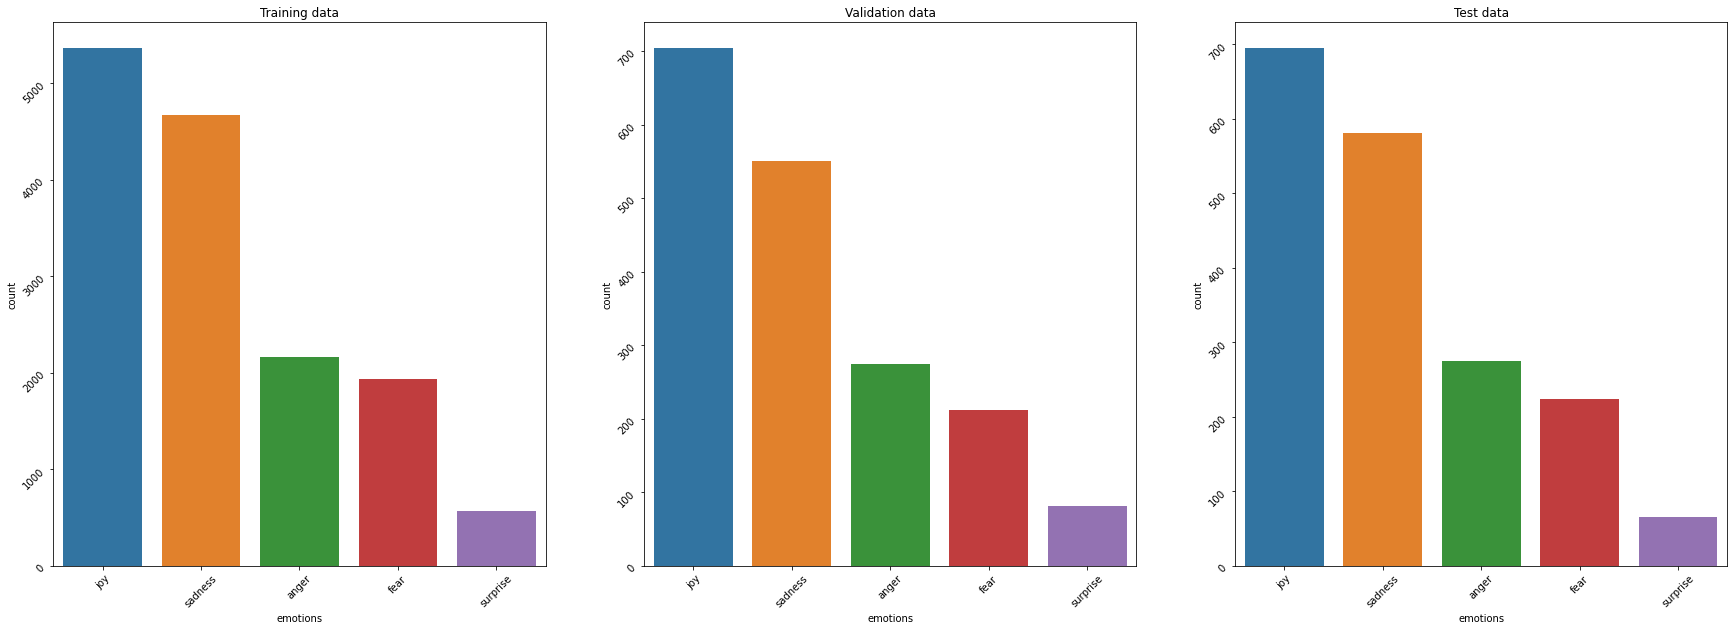 Training data
count
5000
4000
3000
2000
1000
0
joy
sadness
anger
fear
surprise
emotions
Validation data
count
700
600
500
400
300
200
100
0
joy
sadness
anger
fear
surprise
emotions
Test data
count
700
600
500
400
300
200
100
0
joy
sadness
anger
fear
surprise
emotions